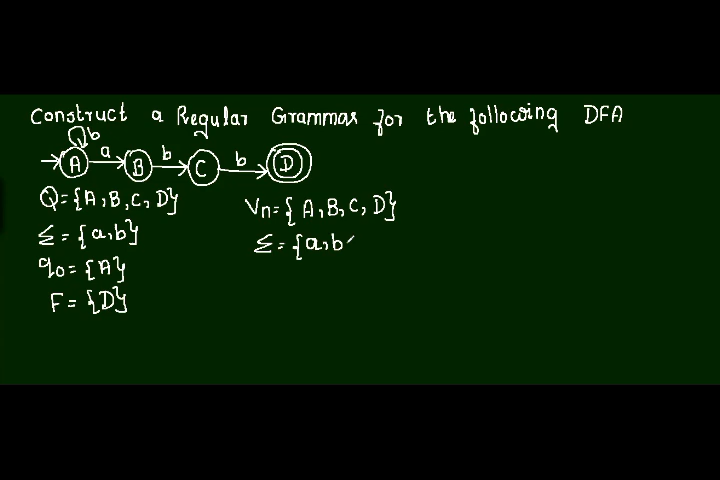 Construct a Regular Grammar for the following DFA
b
a b b
A B C D
Q={A,B,C,D} Vn={A,B,C,D}
Σ={a,b} Σ={a,b
q0={A}
F={D}